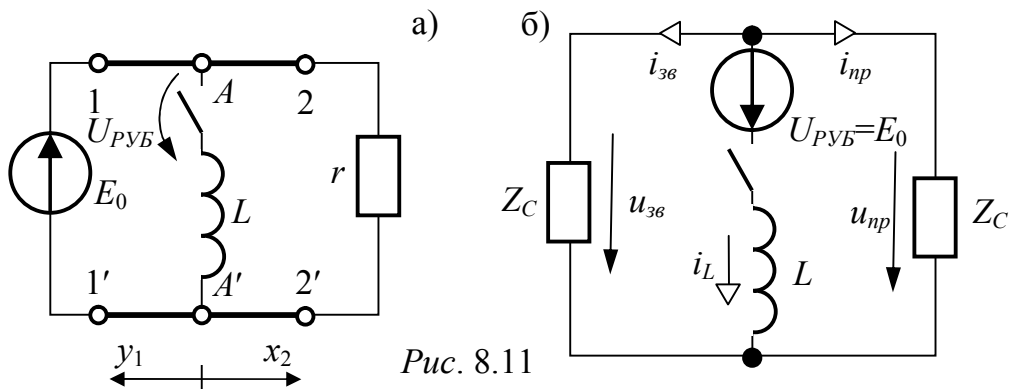 а)
1
A
2
U_РУБ
E_0
L
r
1′
A′
2′
y_1
x_2
Рис. 8.11
б)
i_зв
i_пр
U_РУБ=E_0
Z_C
u_зв
u_пр
Z_C
i_L
L